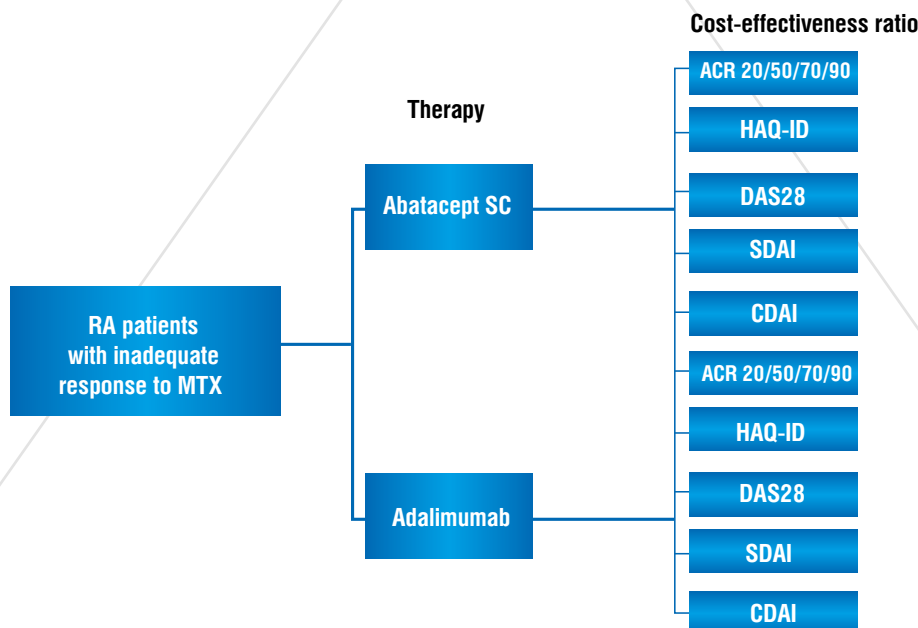 Cost-effectiveness ratio
Therapy
RA patients
with inadequate
response to MTX
Abatacept SC
ACR 20/50/70/90
HAQ-ID
DAS28
SDAI
CDAI
Adalimumab
ACR 20/50/70/90
HAQ-ID
DAS28
SDAI
CDAI